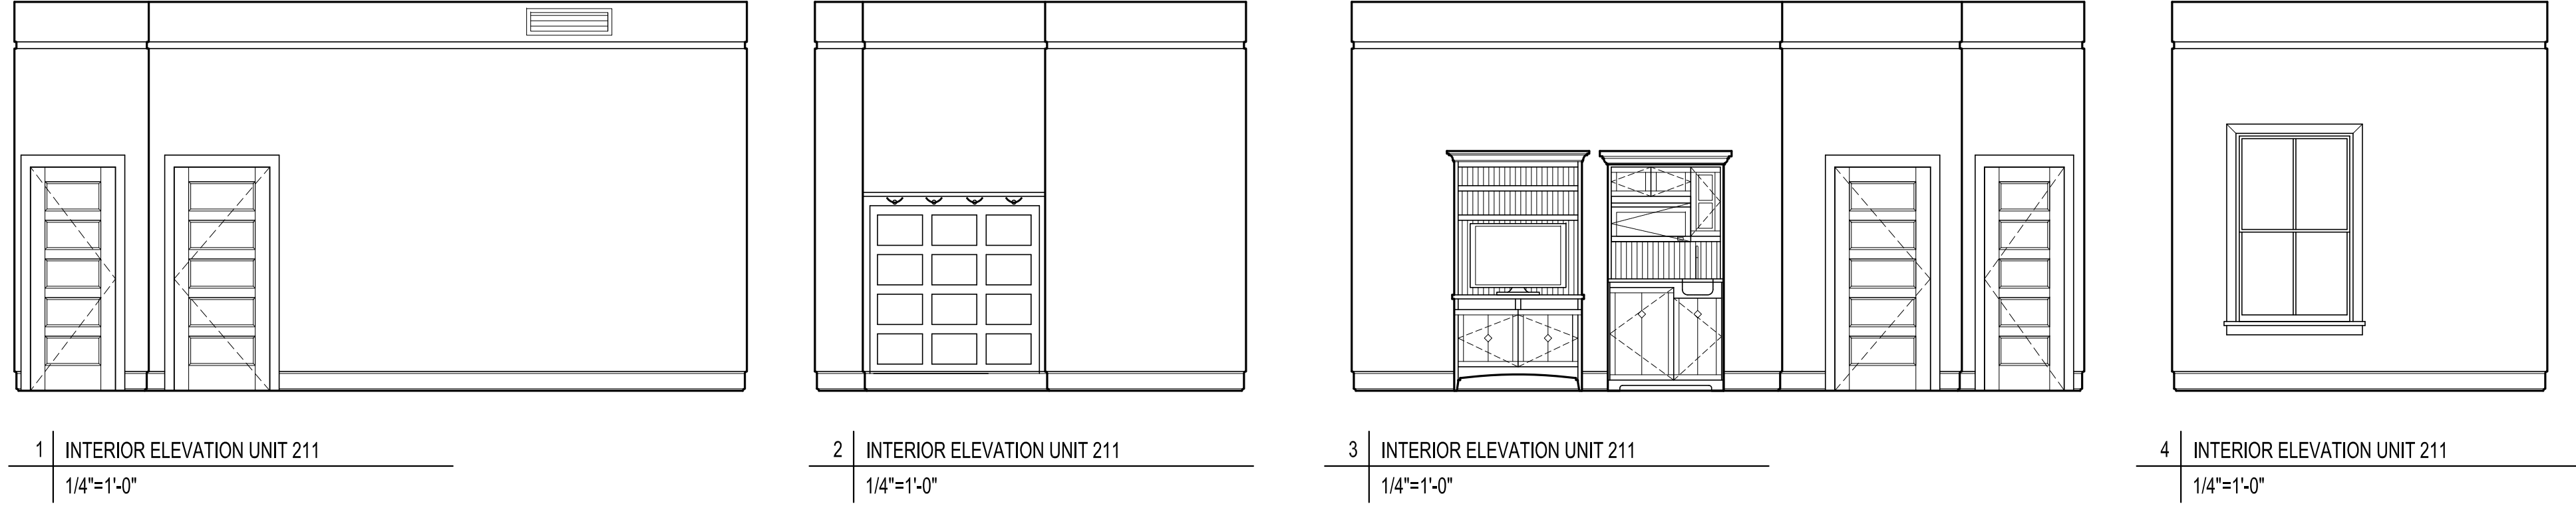 1 INTERIOR ELEVATION UNIT 211
1/4"=1'-0"
2 INTERIOR ELEVATION UNIT 211
1/4"=1'-0"
3 INTERIOR ELEVATION UNIT 211
1/4"=1'-0"
4 INTERIOR ELEVATION UNIT 211
1/4"=1'-0"